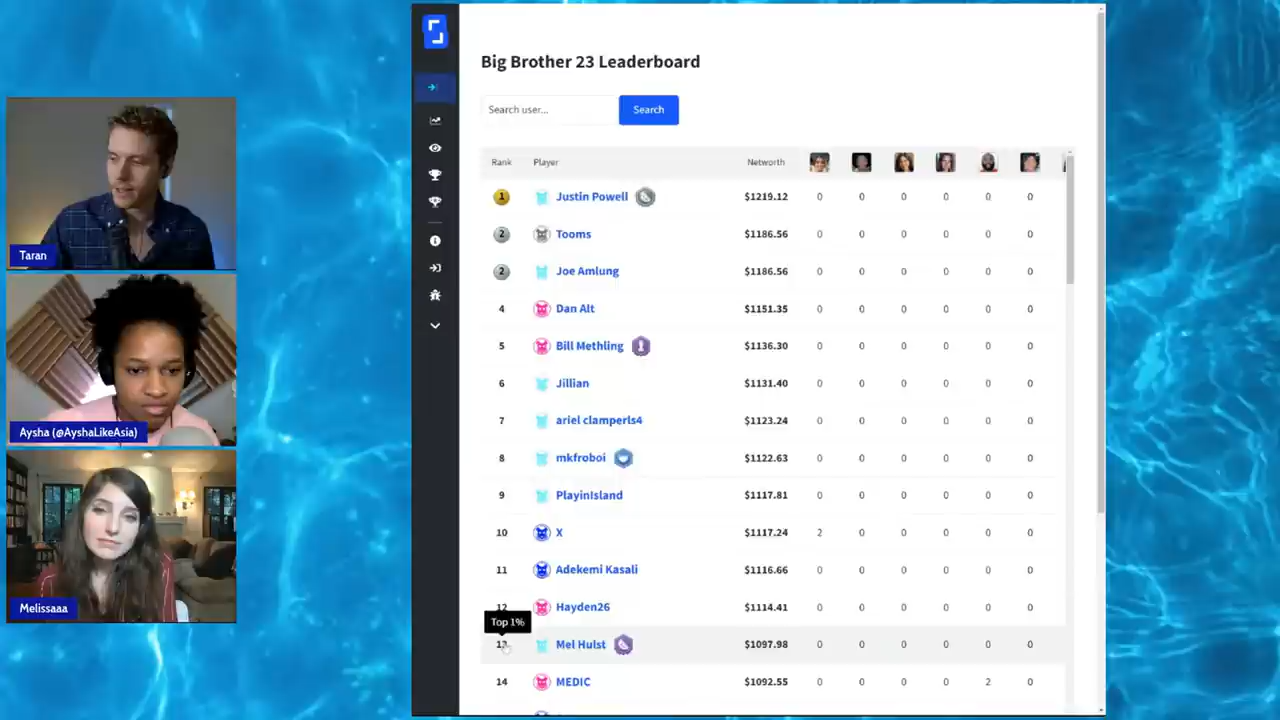 Big Brother 23 Leaderboard
Search user... Search
Rank Player Networth
1 Justin Powell $1219.12 0 0 0 0 0 0
2 Tooms $1186.56 0 0 0 0 0 0
2 Joe Amlung $1186.56 0 0 0 0 0 0
4 Dan Alt $1151.35 0 0 0 0 0 0
5 Bill Methling $1136.30 0 0 0 0 0 0
6 Jillian $1131.40 0 0 0 0 0 0
7 ariel clamperls4 $1123.24 0 0 0 0 0 0
8 mkfroboi $1122.63 0 0 0 0 0 0
9 PlayinIsland $1117.81 0 0 0 0 0 0
10 X $1117.24 2 0 0 0 0 0
11 Adekemi Kasali $1116.66 0 0 0 0 0 0
12 Hayden26 $1114.41 0 0 0 0 0 0
Top 1%
13 Mel Hulst $1097.98 0 0 0 0 0 0
14 MEDIC $1092.55 0 0 0 0 2 0
Taran
Aysha (@AyshaLikeAsia)
Melissaaa